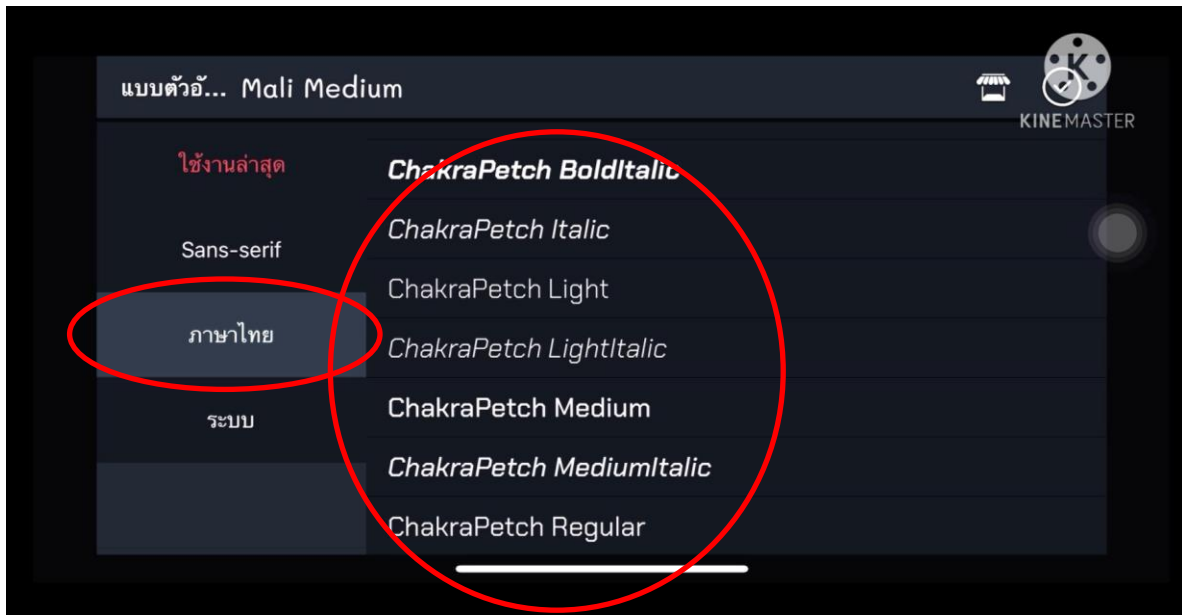 แบบตัวอั... Mali Medium
KINEMASTER
ใช้งานล่าสุด
Sans-serif
ภาษาไทย
ระบบ
ChakraPetch BoldItalic
ChakraPetch Italic
ChakraPetch Light
ChakraPetch LightItalic
ChakraPetch Medium
ChakraPetch MediumItalic
ChakraPetch Regular